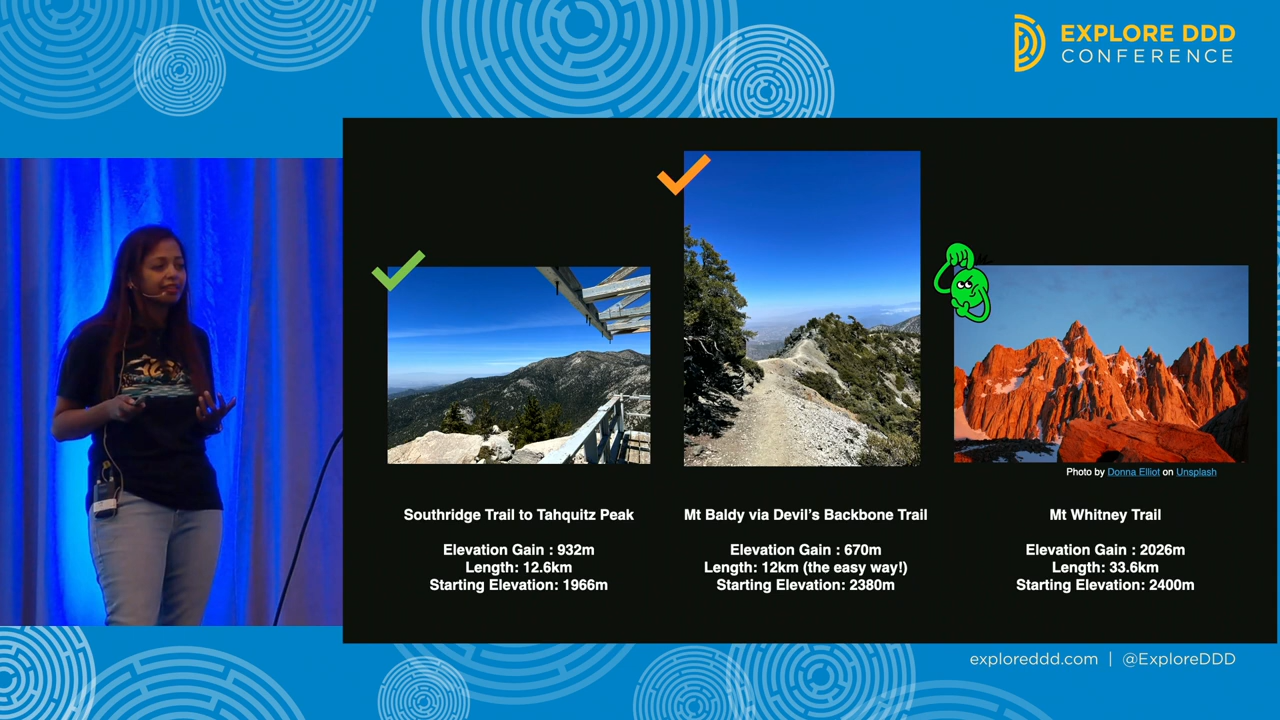 EXPLORE DDD
CONFERENCE
Photo by Donna Elliot on Unsplash
Southridge Trail to Tahquitz Peak
Elevation Gain : 932m
Length: 12.6km
Starting Elevation: 1966m
Mt Baldy via Devil's Backbone Trail
Elevation Gain : 670m
Length: 12km (the easy way!)
Starting Elevation: 2380m
Mt Whitney Trail
Elevation Gain : 2026m
Length: 33.6km
Starting Elevation: 2400m
exploreddd.com | @ExploreDDD